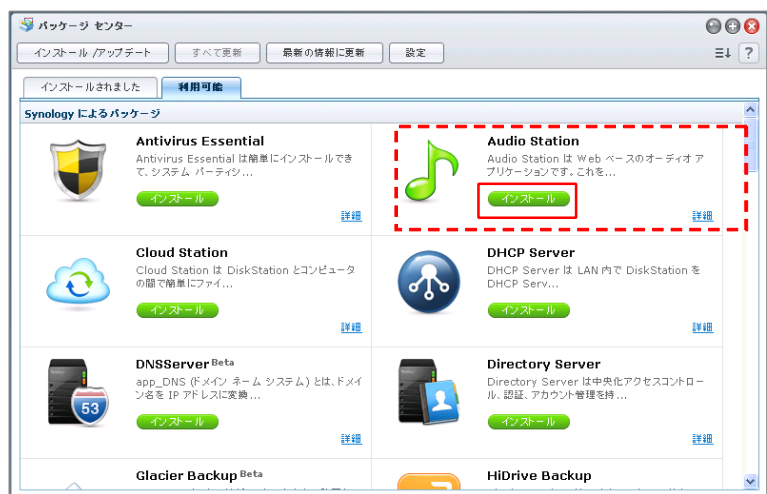 パッケージ センター
インストール /アップデート
すべて更新
最新の情報に更新
設定
?
インストールされました
利用可能
Synology によるパッケージ
Antivirus Essential
Antivirus Essential は簡単にインストールでき
て、システム パーティシ...
インストール
詳細
Audio Station
Audio Station は Web ベースのオーディオ ア
プリケーションです。これを...
インストール
詳細
Cloud Station
Cloud Station は DiskStation とコンピュータ
の間で簡単にファイ...
インストール
詳細
DHCP Server
DHCP Server は LAN 内で DiskStation を
DHCP Serv...
インストール
詳細
DNSServer Beta
app_DNS (ドメイン ネーム システム) とは、ドメイ
ン名を IP アドレスに変換 ...
インストール
詳細
53
Directory Server
Directory Server は中央化アクセスコントロー
ル、認証、アカウント管理を持 ...
インストール
詳細
Glacier Backup Beta
HiDrive Backup